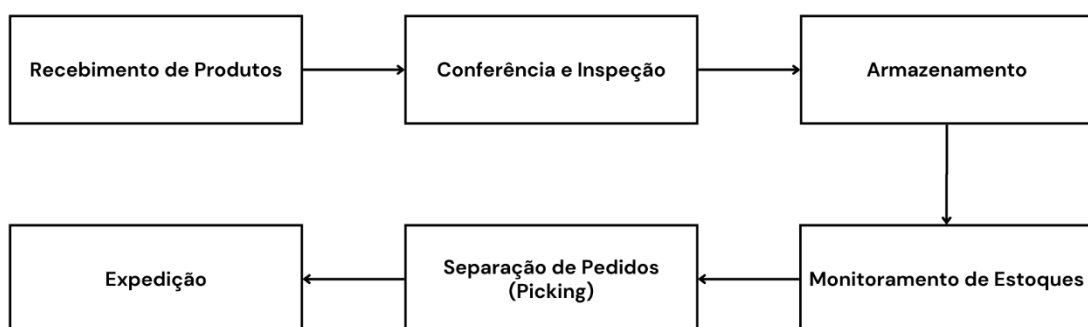 Recebimento de Produtos
Conferência e Inspeção
Armazenamento
Expedição
Separação de Pedidos
(Picking)
Monitoramento de Estoques